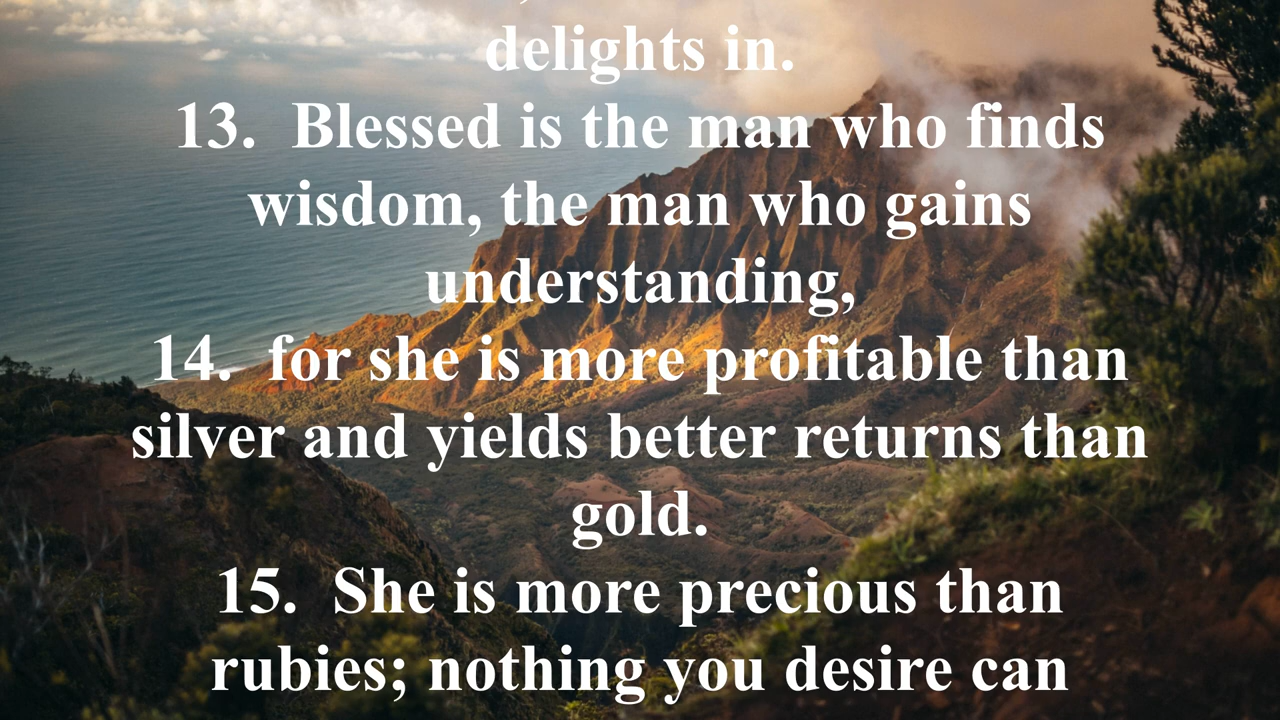 delights in.
13.  Blessed is the man who finds
wisdom, the man who gains
understanding,
14.  for she is more profitable than
silver and yields better returns than
gold.
15.  She is more precious than
rubies; nothing you desire can